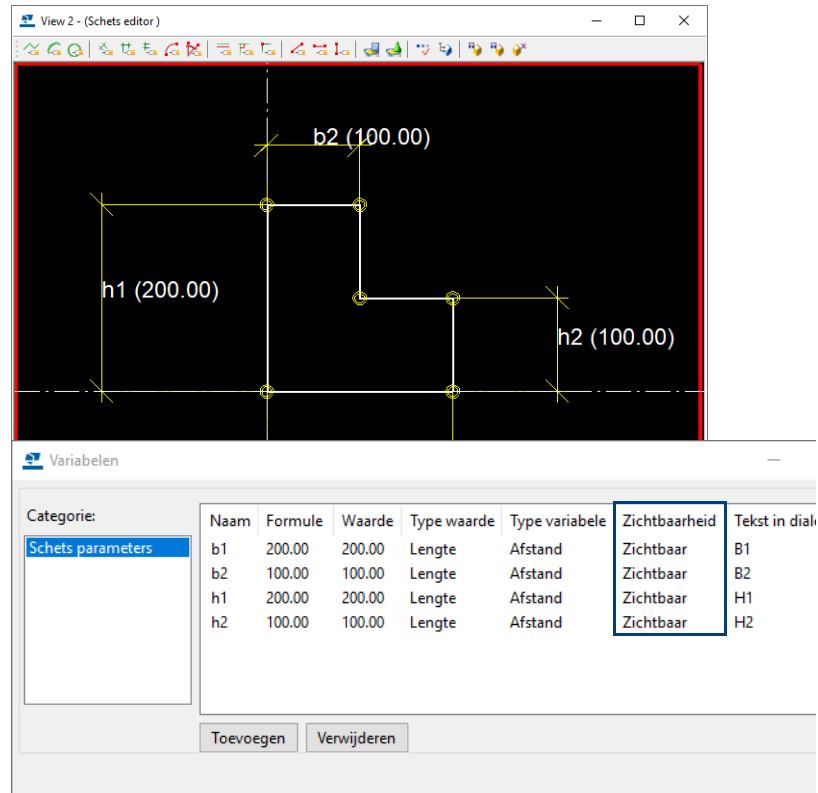 View 2 - (Schets editor )
b2 (100.00)
h1 (200.00)
h2 (100.00)
Variabelen
Categorie:
Schets parameters
Naam Formule Waarde Type waarde Type variabele Zichtbaarheid Tekst in dialo
b1 200.00 200.00 Lengte Afstand Zichtbaar B1
b2 100.00 100.00 Lengte Afstand Zichtbaar B2
h1 200.00 200.00 Lengte Afstand Zichtbaar H1
h2 100.00 100.00 Lengte Afstand Zichtbaar H2
Toevoegen Verwijderen